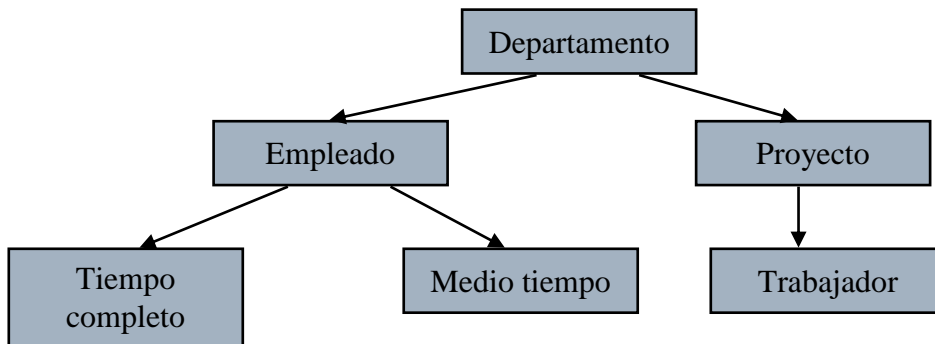 Departamento
Empleado
Proyecto
Tiempo
completo
Medio tiempo
Trabajador